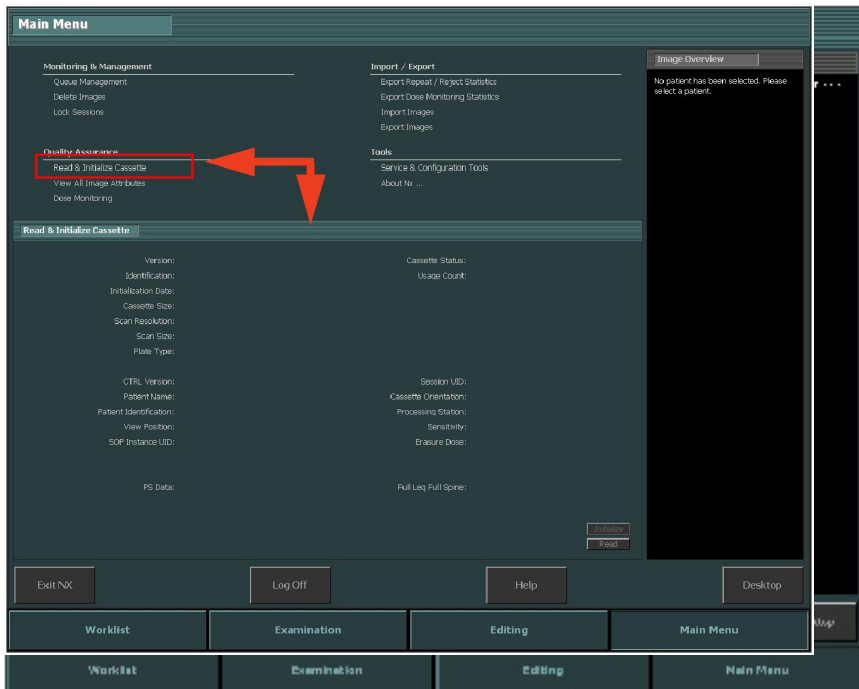 Main Menu
Monitoring & Management
Queue Management
Delete Images
Lock Sessions
Import / Export
Export Repeat / Reject Statistics
Export Dose Monitoring Statistics
Import Images
Export Images
Quality Assurance
Read & Initialize Cassette
View All Image Attributes
Dose Monitoring
Tools
Service & Configuration Tools
About Nx ...
Image Overview
No patient has been selected. Please
select a patient.
Read & Initialize Cassette
Version:
Identification:
Initialization Date:
Cassette Size:
Scan Resolution:
Scan Size:
Plate Type:
Cassette Status:
Usage Count:
CTRL Version:
Patient Name:
Patient Identification:
View Position:
SOP Instance UID:
Session UID:
Cassette Orientation:
Processing Station:
Sensitivity:
Erasure Dose:
PS Data:
Full Leg Full Spine:
Initialize
Read
Exit NX
Log Off
Help
Desktop
Worklist
Examination
Editing
Main Menu
Worklist
Examination
Editing
Main Menu